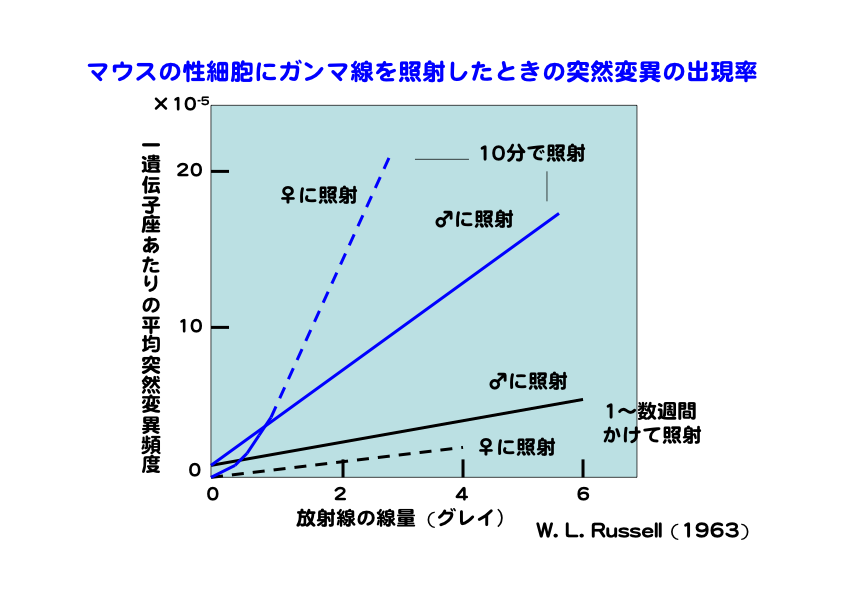 マウスの性細胞にガンマ線を照射したときの突然変異の出現率
×10-5
一遺伝子座あたりの平均突然変異頻度
20
10
0
10分で照射
♀に照射
♂に照射
♂に照射
1〜数週間
かけて照射
♀に照射
0 2 4 6
放射線の線量（グレイ）
W. L. Russell（1963）